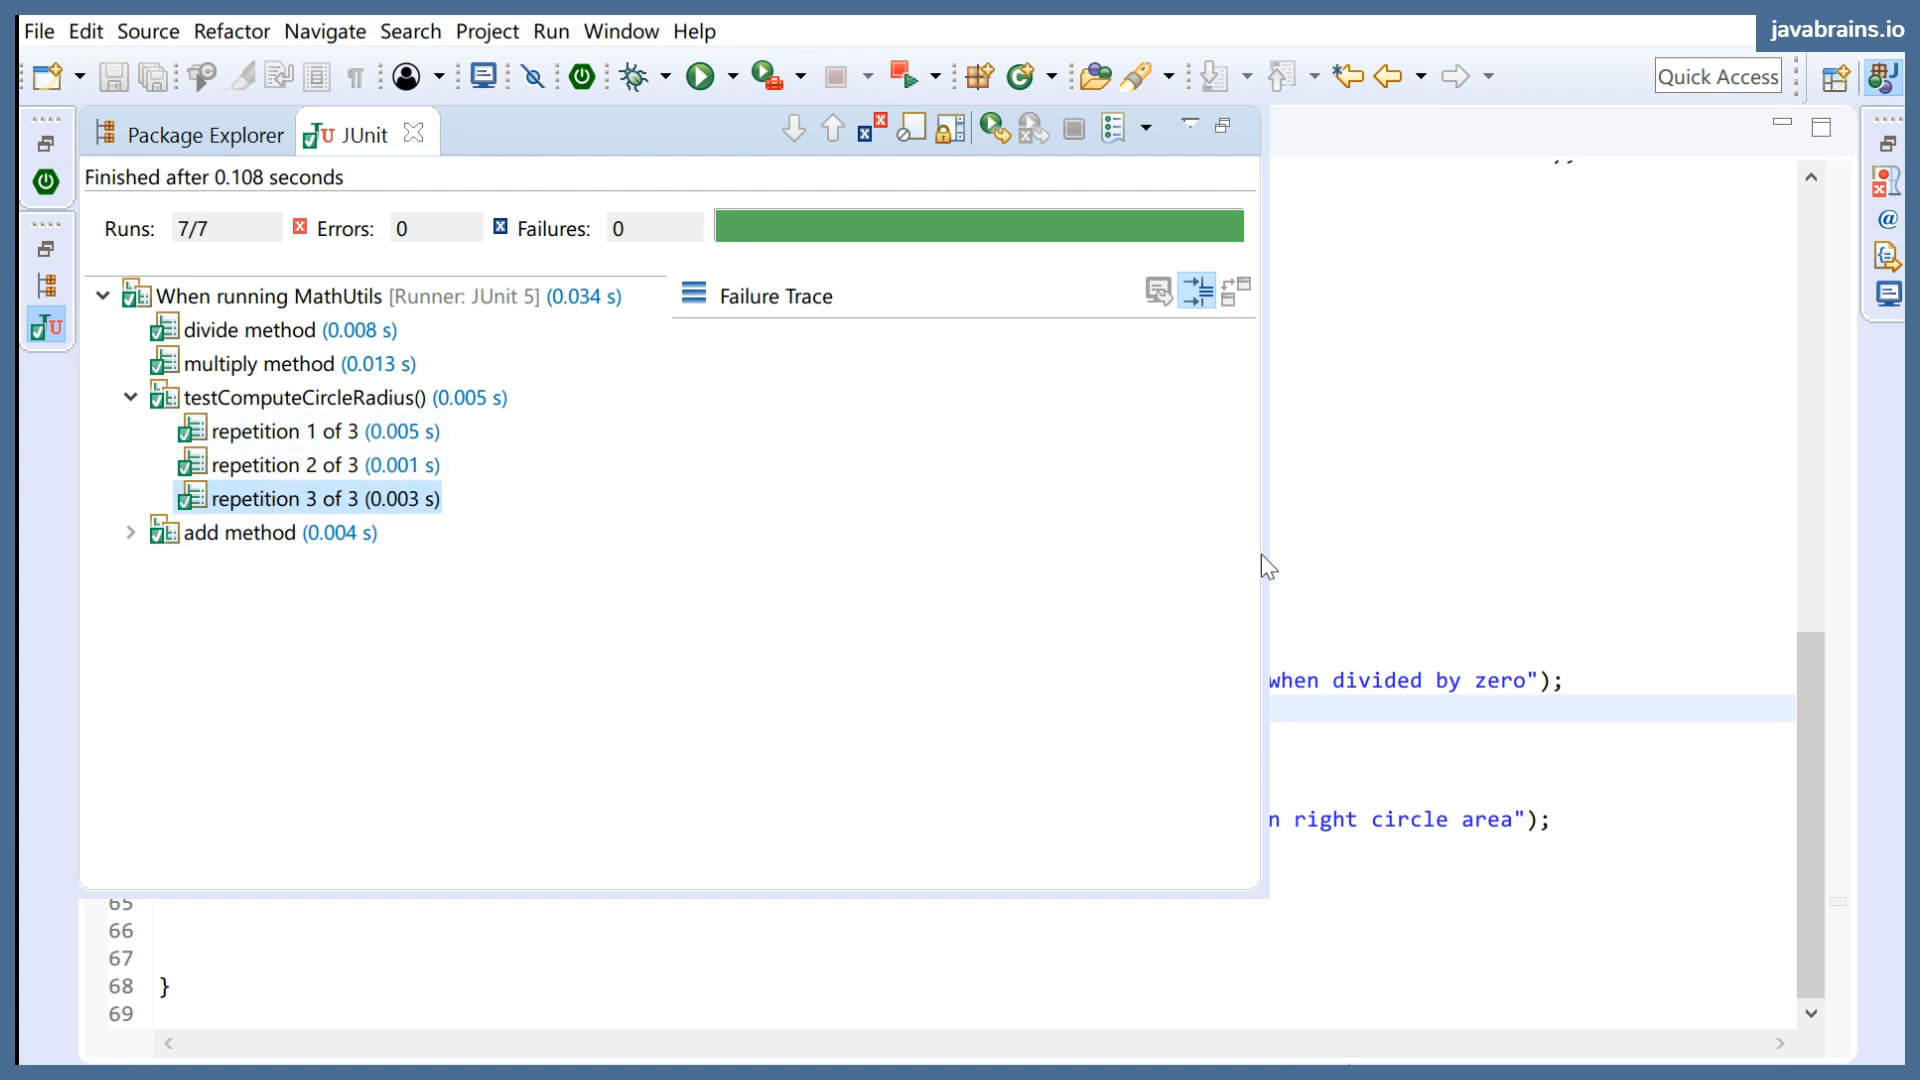 javabrains.io
File Edit Source Refactor Navigate Search Project Run Window Help
Quick Access
Package Explorer JUnit
Finished after 0.108 seconds
Runs: 7/7 Errors: 0 Failures: 0
When running MathUtils [Runner: JUnit 5] (0.034 s)
Failure Trace
divide method (0.008 s)
multiply method (0.013 s)
testComputeCircleRadius() (0.005 s)
repetition 1 of 3 (0.005 s)
repetition 2 of 3 (0.001 s)
repetition 3 of 3 (0.003 s)
add method (0.004 s)
when divided by zero");
n right circle area");
65
66
67
68 }
69